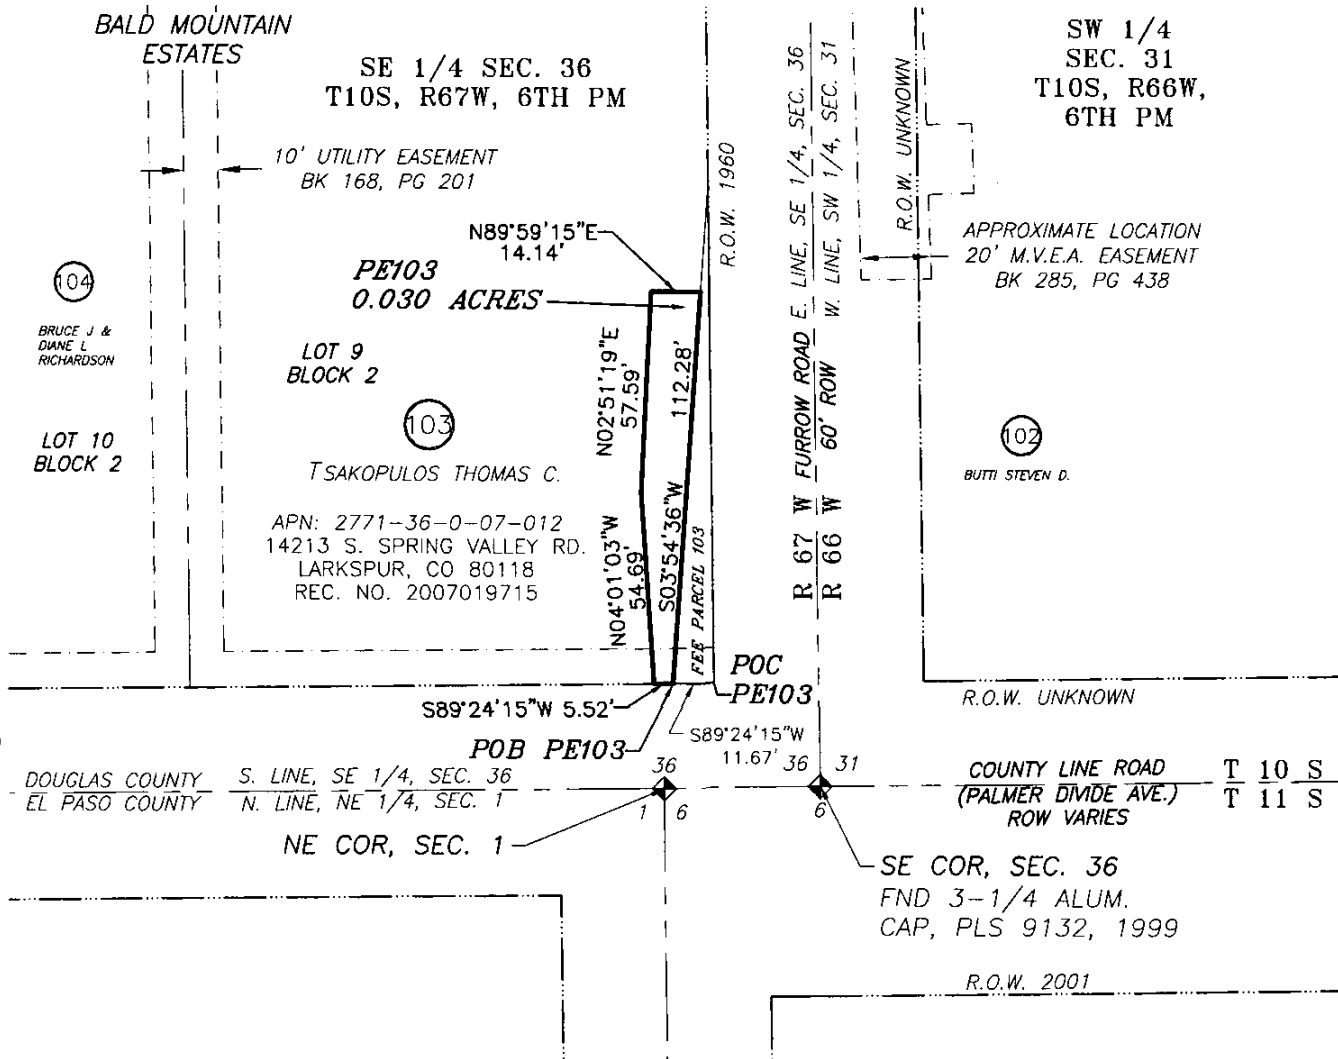 BALD MOUNTAIN
ESTATES
SE 1/4 SEC. 36
T10S, R67W, 6TH PM
SW 1/4
SEC. 31
T10S, R66W,
6TH PM
10' UTILITY EASEMENT
BK 168, PG 201
R.O.W. 1960
E. LINE, SE 1/4, SEC. 36
W. LINE, SW 1/4, SEC. 31
R.O.W. UNKNOWN
N89°59'15"E
14.14'
PE103
0.030 ACRES
APPROXIMATE LOCATION
20' M.V.E.A. EASEMENT
BK 285, PG 438
104
BRUCE J &
DIANE L
RICHARDSON
LOT 9
BLOCK 2
103
LOT 10
BLOCK 2
TSAKOPULOS THOMAS C.
APN: 2771-36-0-07-012
14213 S. SPRING VALLEY RD.
LARKSPUR, CO 80118
REC. NO. 2007019715
N02°51'19"E
57.59'
112.28'
N04°01'03"W
54.69'
S03°54'36"W
FEE PARCEL 103
FURROW ROAD
60' ROW
R 67 W
R 66 W
102
BUTTI STEVEN D.
POC
PE103
R.O.W. UNKNOWN
S89°24'15"W 5.52'
POB PE103
S89°24'15"W
11.67'
DOUGLAS COUNTY
EL PASO COUNTY
S. LINE, SE 1/4, SEC. 36
N. LINE, NE 1/4, SEC. 1
36
1
6
36
31
6
COUNTY LINE ROAD
(PALMER DIVIDE AVE.)
ROW VARIES
T 10 S
T 11 S
NE COR, SEC. 1
SE COR, SEC. 36
FND 3-1/4 ALUM.
CAP, PLS 9132, 1999
R.O.W. 2001